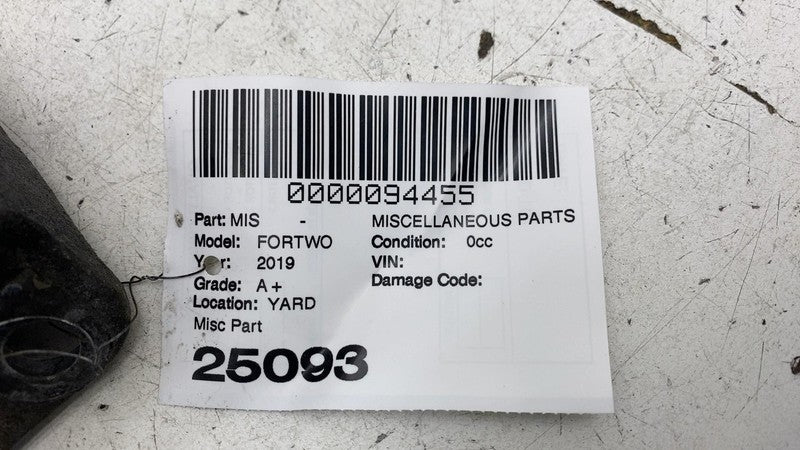 0000094455
Part: MIS - MISCELLANEOUS PARTS
Model: FORTWO Condition: 0cc
Year: 2019 VIN:
Grade: A+ Damage Code:
Location: YARD
Misc Part
25093